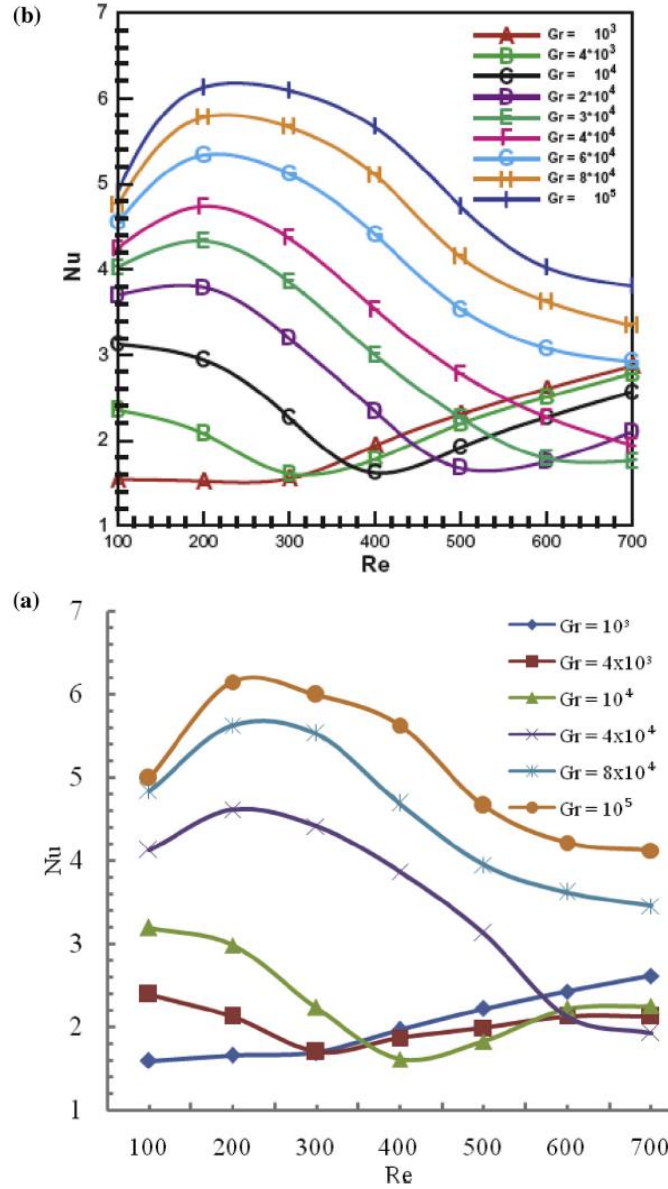 (b)
7
6
5
4
3
2
1
Nu
100 200 300 400 500 600 700
Re
A Gr = 10³
B Gr = 4*10³
C Gr = 10⁴
D Gr = 2*10⁴
E Gr = 3*10⁴
F Gr = 4*10⁴
G Gr = 6*10⁴
H Gr = 8*10⁴
I Gr = 10⁵
(a)
7
6
5
4
3
2
1
Nu
100 200 300 400 500 600 700
Re
Gr = 10³
Gr = 4x10³
Gr = 10⁴
Gr = 4x10⁴
Gr = 8x10⁴
Gr = 10⁵